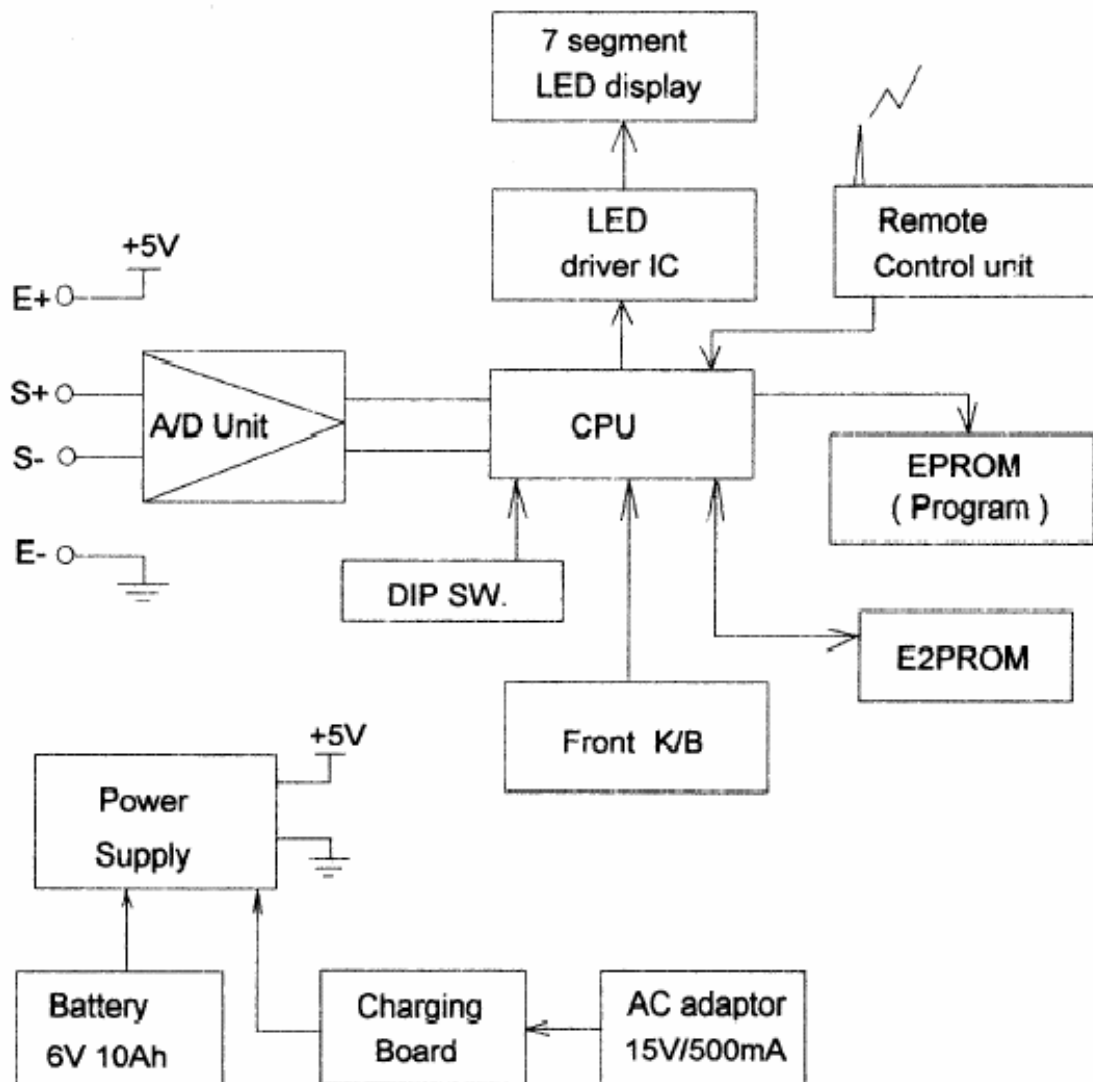 7 segment
LED display
LED
driver IC
Remote
Control unit
+5V
E+
S+
A/D Unit
S-
E-
CPU
EPROM
( Program )
DIP SW.
E2PROM
Front K/B
+5V
Power
Supply
Battery
6V 10Ah
Charging
Board
AC adaptor
15V/500mA